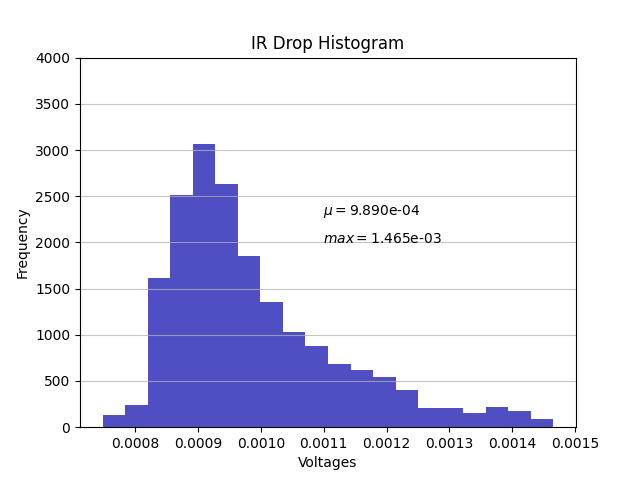 IR Drop Histogram
4000
3500
3000
2500
2000
1500
1000
500
0
Frequency
μ = 9.890e-04
max = 1.465e-03
0.0008 0.0009 0.0010 0.0011 0.0012 0.0013 0.0014 0.0015
Voltages